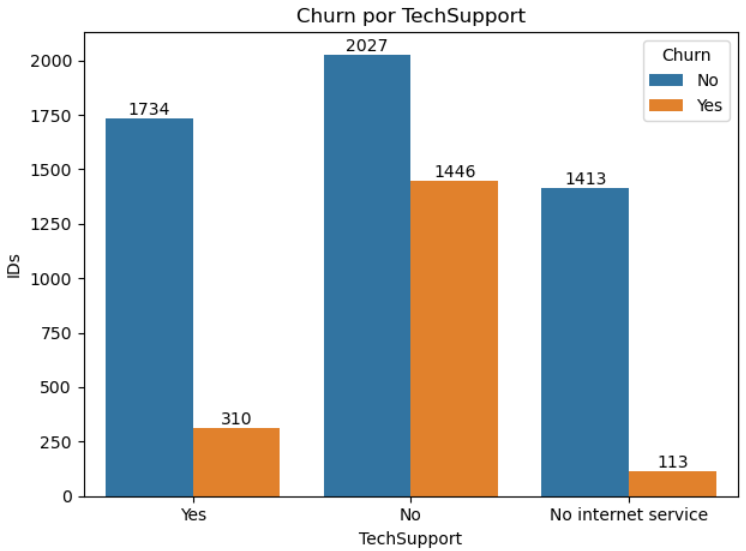 Churn por TechSupport
2027
2000
Churn
No
Yes
1734
1750
1500
1446
1413
1250
IDs
1000
750
500
310
250
113
0
Yes
No
No internet service
TechSupport